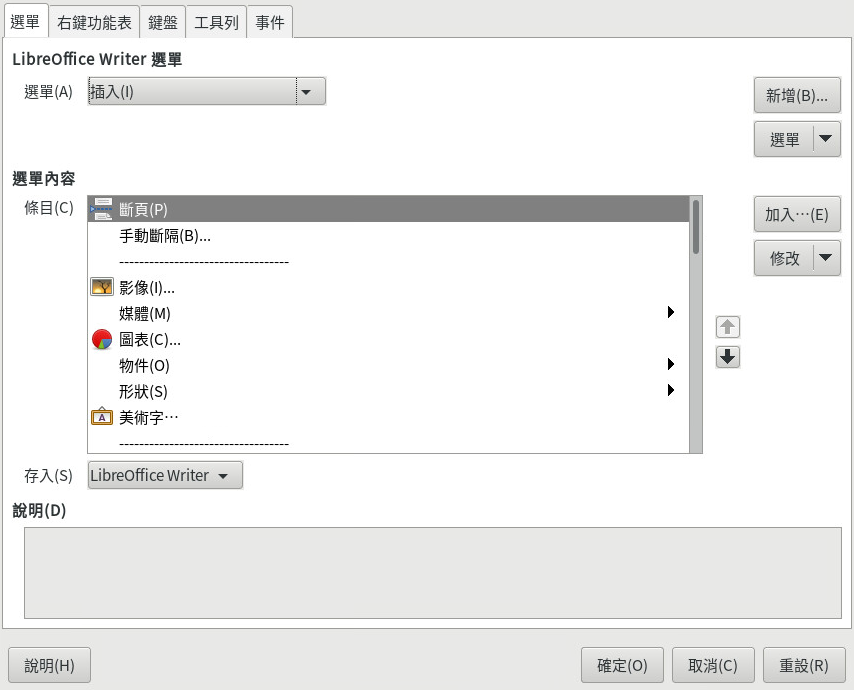 選單 右鍵功能表 鍵盤 工具列 事件
LibreOffice Writer 選單
選單(A) 插入(I) 新增(B)...
選單
選單內容
條目(C) 斷頁(P) 加入⋯(E)
手動斷隔(B)...
----------------------------------
修改
影像(I)...
媒體(M)
圖表(C)...
物件(O)
形狀(S)
A 美術字⋯
----------------------------------
存入(S) LibreOffice Writer
說明(D)
說明(H) 確定(O) 取消(C) 重設(R)